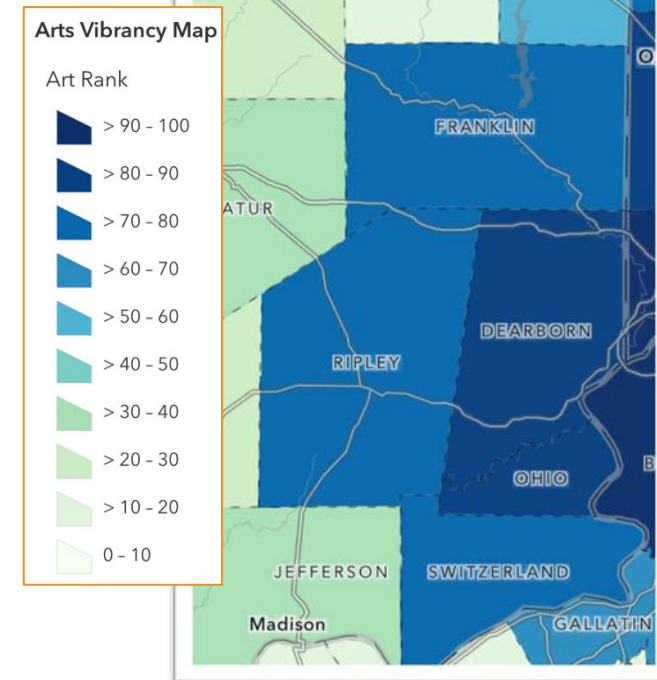 Arts Vibrancy Map
Art Rank
> 90 – 100
> 80 – 90
> 70 – 80
> 60 – 70
> 50 – 60
> 40 – 50
> 30 – 40
> 20 – 30
> 10 – 20
0 – 10
O
FRANKLIN
ATUR
DEARBORN
RIPLEY
B
OHIO
JEFFERSON
SWITZERLAND
Madison
GALLATIN